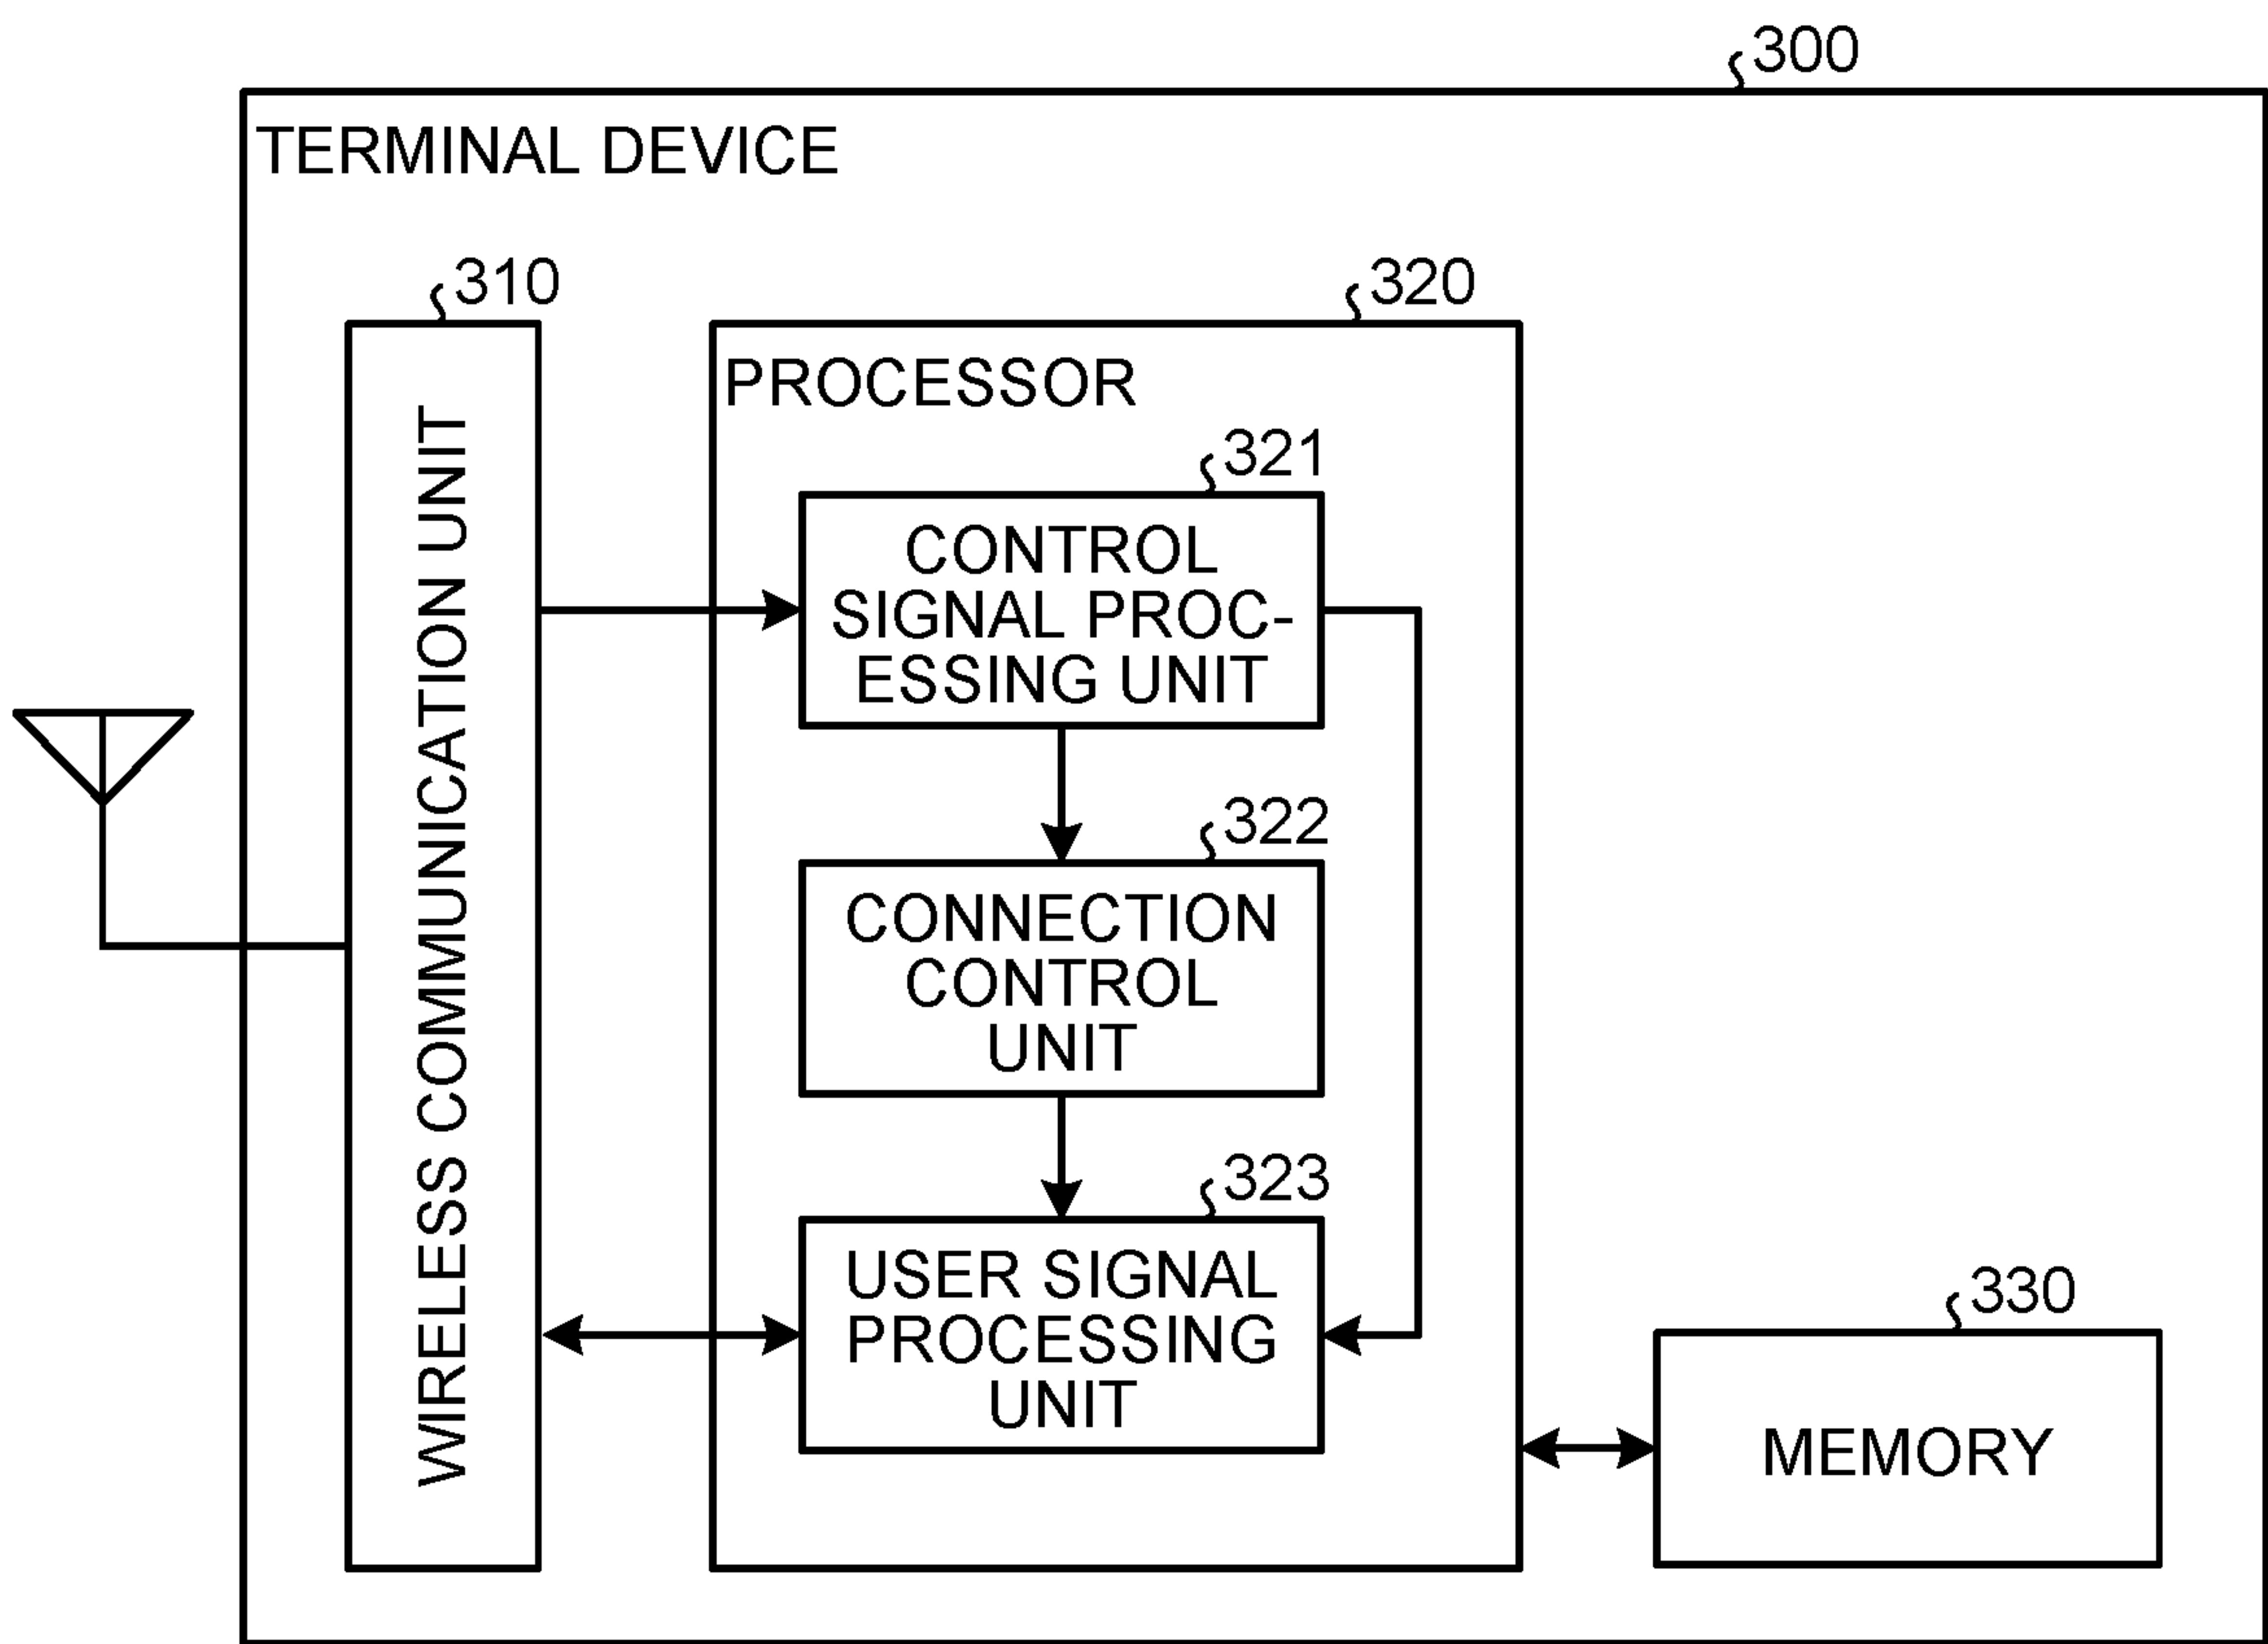 300
TERMINAL DEVICE
310
320
WIRELESS COMMUNICATION UNIT
PROCESSOR
321
CONTROL
SIGNAL PROC-
ESSING UNIT
322
CONNECTION
CONTROL
UNIT
323
USER SIGNAL
PROCESSING
UNIT
330
MEMORY